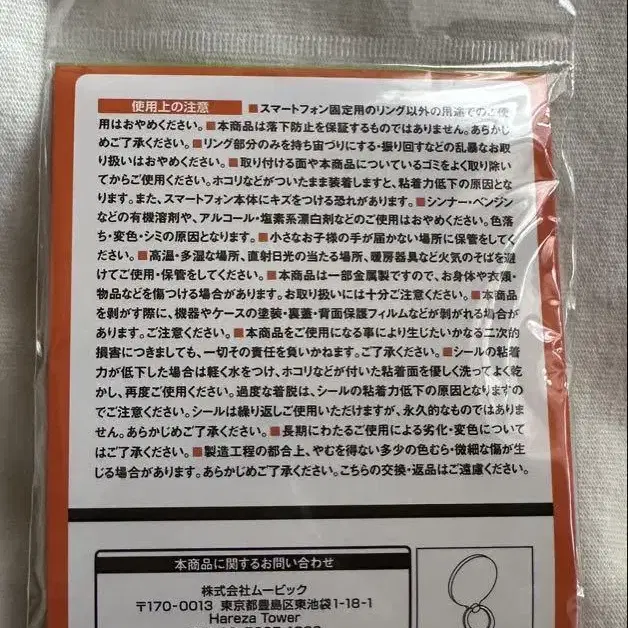 使用上の注意 ■スマートフォン固定用のリング以外の用途でのご使
用はおやめください。■本商品は落下防止を保証するものではありません。あらかじ
めご了承ください。■リング部分のみを持ち宙づりにする・振り回すなどの乱暴なお取
り扱いはおやめください。■取り付ける面や本商品についているゴミをよく取り除い
てからご使用ください。ホコリなどがついたまま装着しますと、粘着力低下の原因とな
ります。また、スマートフォン本体にキズをつける恐れがあります。■シンナー・ベンジン
などの有機溶剤や、アルコール・塩素系漂白剤などのご使用はおやめください。色落
ち・変色・シミの原因となります。■小さなお子様の手が届かない場所に保管をしてく
ださい。■高温・多湿な場所、直射日光の当たる場所、暖房器具など火気のそばを避
けてご使用・保管をしてください。■本商品は一部金属製ですので、お身体や衣類・
物品などを傷つける場合があります。お取り扱いには十分ご注意ください。■本商品
を剥がす際に、機器やケースの塗装・裏蓋・背面保護フィルムなどが剥がれる場合が
あります。ご注意ください。■本商品をご使用になる事により生じたいかなる二次的
損害につきましても、一切その責任を負いかねます。ご了承ください。■シールの粘着
力が低下した場合は軽く水をつけ、ホコリなどが付いた粘着面を優しく洗ってよく乾
かし、再度ご使用ください。過度な着脱は、シールの粘着力低下の原因となりますの
でご注意ください。シールは繰り返しご使用いただけますが、永久的なものではありま
せん。あらかじめご了承ください。■長期にわたるご使用による劣化・変色について
はご了承ください。■製造工程の都合上、やむを得ない多少の色むら・微細な傷が生
じる場合があります。あらかじめご了承ください。こちらの交換・返品はご遠慮ください。
本商品に関するお問い合わせ
株式会社ムービック
〒170-0013 東京都豊島区東池袋1-18-1
Hareza Tower